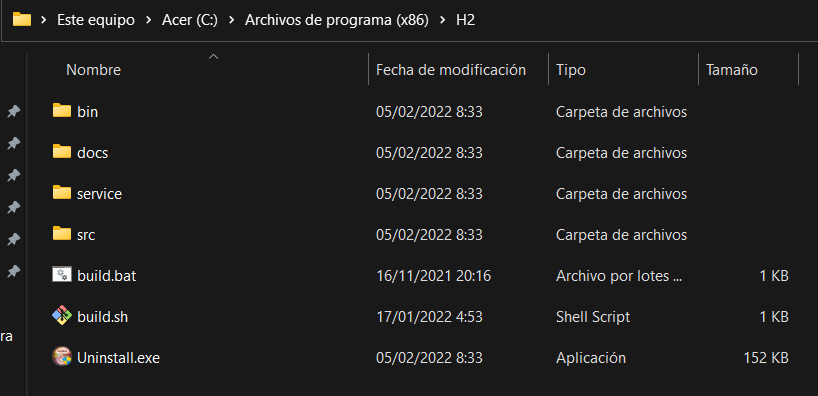 Este equipo > Acer (C:) > Archivos de programa (x86) > H2
Nombre Fecha de modificación Tipo Tamaño
bin 05/02/2022 8:33 Carpeta de archivos
docs 05/02/2022 8:33 Carpeta de archivos
service 05/02/2022 8:33 Carpeta de archivos
src 05/02/2022 8:33 Carpeta de archivos
build.bat 16/11/2021 20:16 Archivo por lotes ... 1 KB
build.sh 17/01/2022 4:53 Shell Script 1 KB
ra
Uninstall.exe 05/02/2022 8:33 Aplicación 152 KB